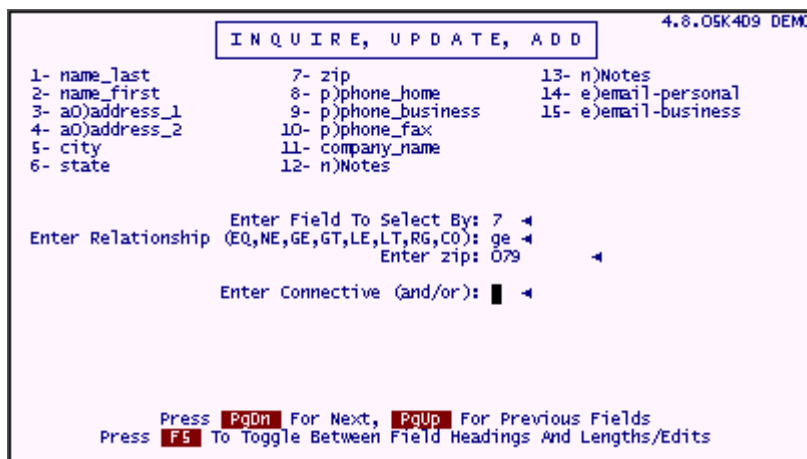 4.8.05K4D9 DEMO
I N Q U I R E ,  U P D A T E ,  A D D
1- name_last 7- zip 13- n)Notes
2- name_first 8- p)phone_home 14- e)email-personal
3- a0)address_1 9- p)phone_business 15- e)email-business
4- a0)address_2 10- p)phone_fax
5- city 11- company_name
6- state 12- n)Notes
Enter Field To Select By: 7
Enter Relationship (EQ,NE,GE,GT,LE,LT,RG,CO): ge
Enter zip: 079
Enter Connective (and/or):
Press PgDn For Next, PgUp For Previous Fields
Press F5 To Toggle Between Field Headings And Lengths/Edits